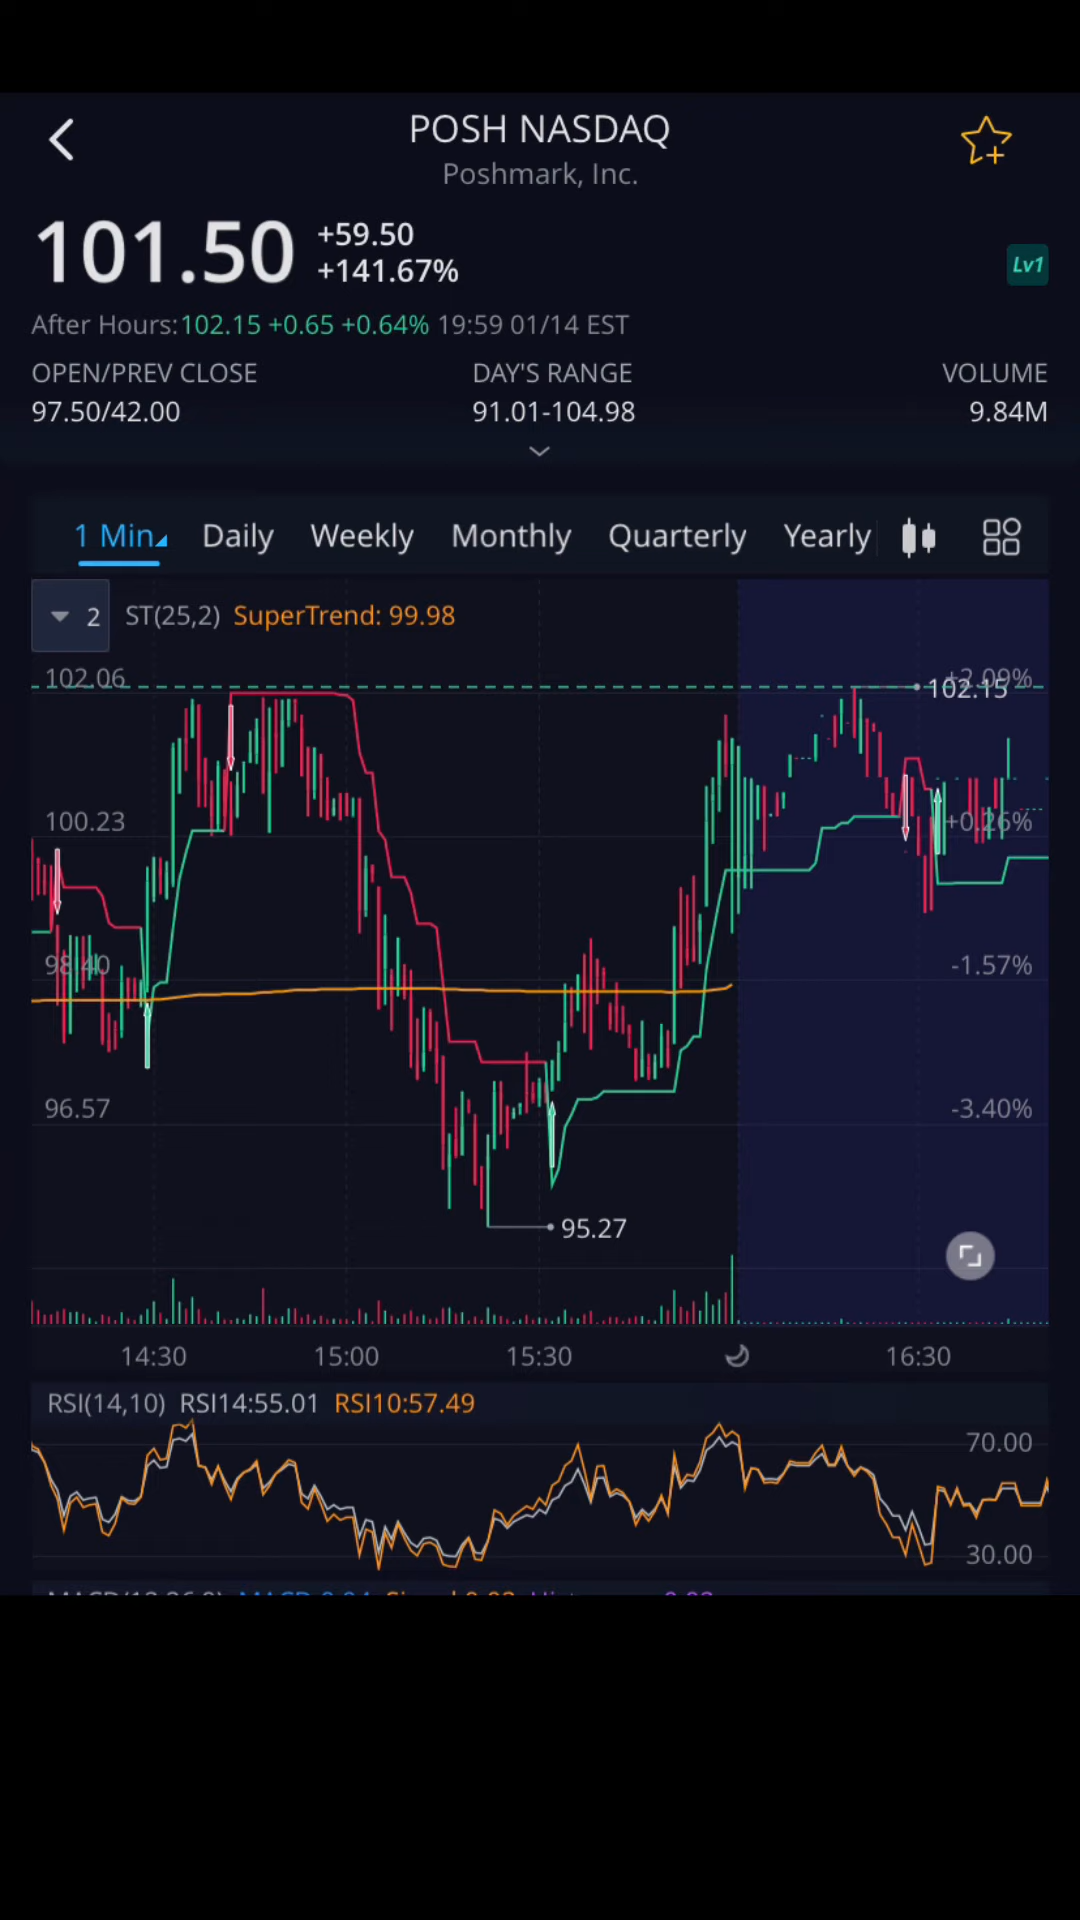 POSH NASDAQ
Poshmark, Inc.
101.50
+59.50
+141.67%
Lv1
After Hours:102.15 +0.65 +0.64% 19:59 01/14 EST
OPEN/PREV CLOSE DAY'S RANGE VOLUME
97.50/42.00 91.01-104.98 9.84M
1 Min Daily Weekly Monthly Quarterly Yearly
2 ST(25,2) SuperTrend: 99.98
102.06 +2.09%
102.15
100.23 +0.26%
98.40 -1.57%
96.57 -3.40%
95.27
14:30 15:00 15:30 16:30
RSI(14,10) RSI14:55.01 RSI10:57.49
70.00
30.00